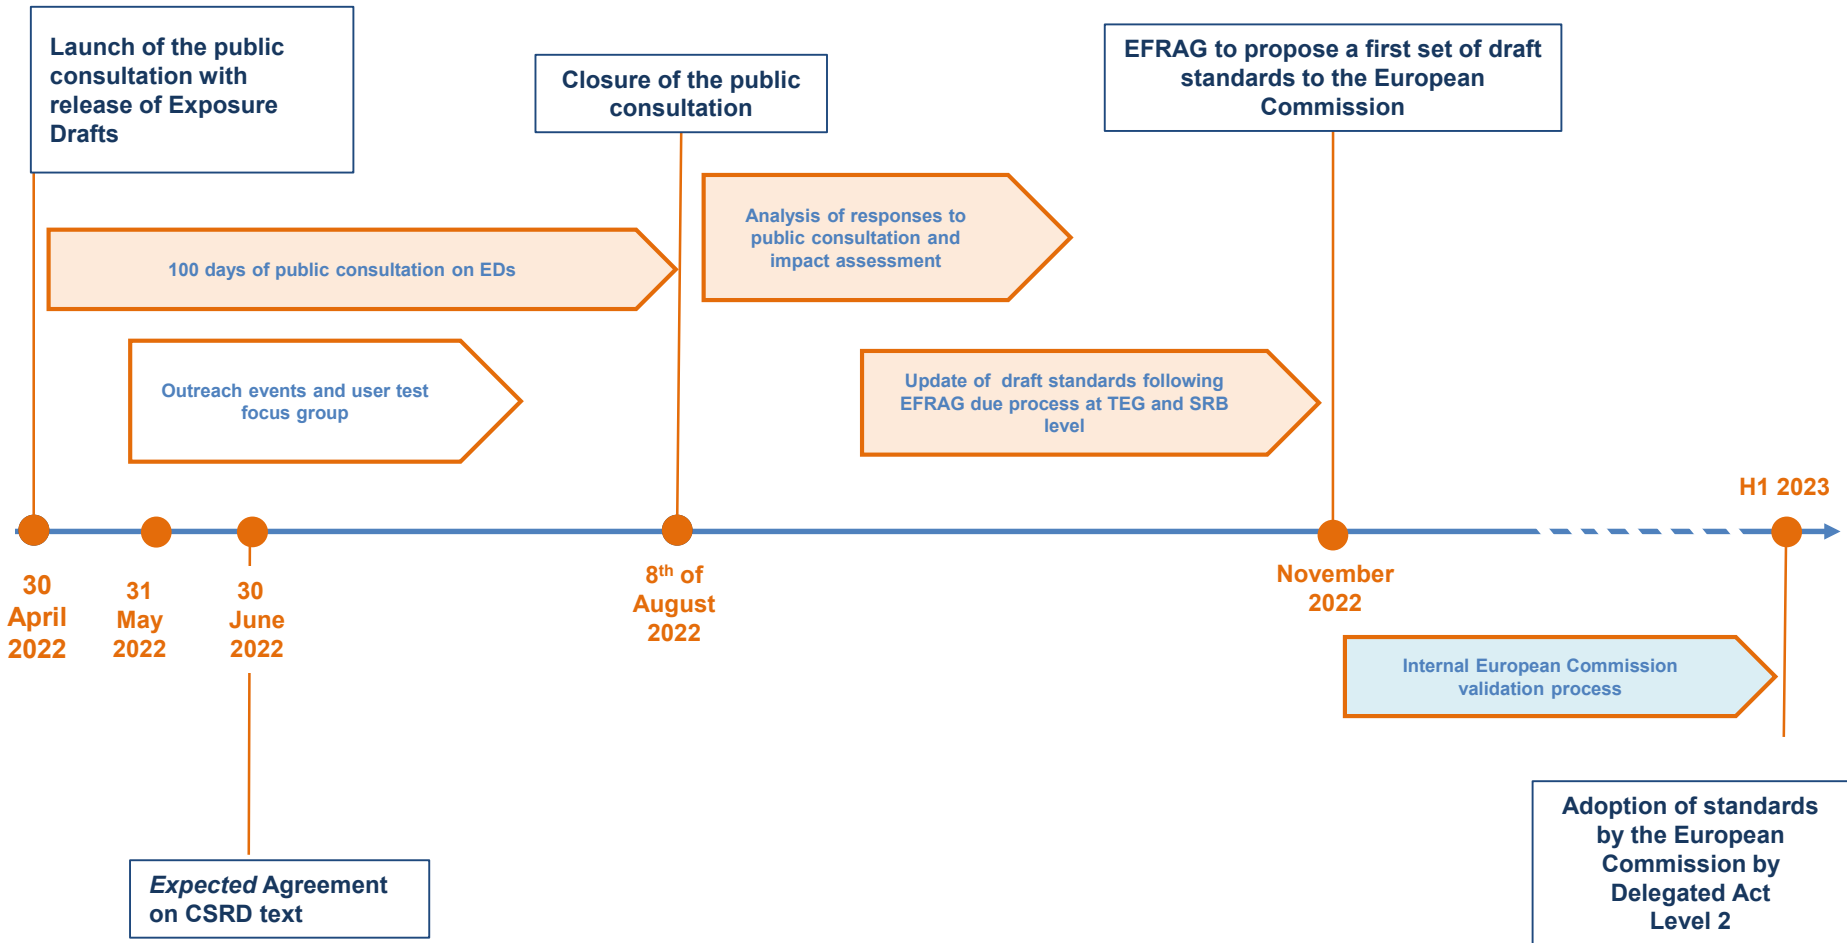 Launch of the public
consultation with
release of Exposure
Drafts
Closure of the public
consultation
EFRAG to propose a first set of draft
standards to the European
Commission
Analysis of responses to
public consultation and
impact assessment
100 days of public consultation on EDs
Outreach events and user test
focus group
Update of draft standards following
EFRAG due process at TEG and SRB
level
H1 2023
30
April
2022
31
May
2022
30
June
2022
8th of
August
2022
November
2022
Internal European Commission
validation process
Expected Agreement
on CSRD text
Adoption of standards
by the European
Commission by
Delegated Act
Level 2